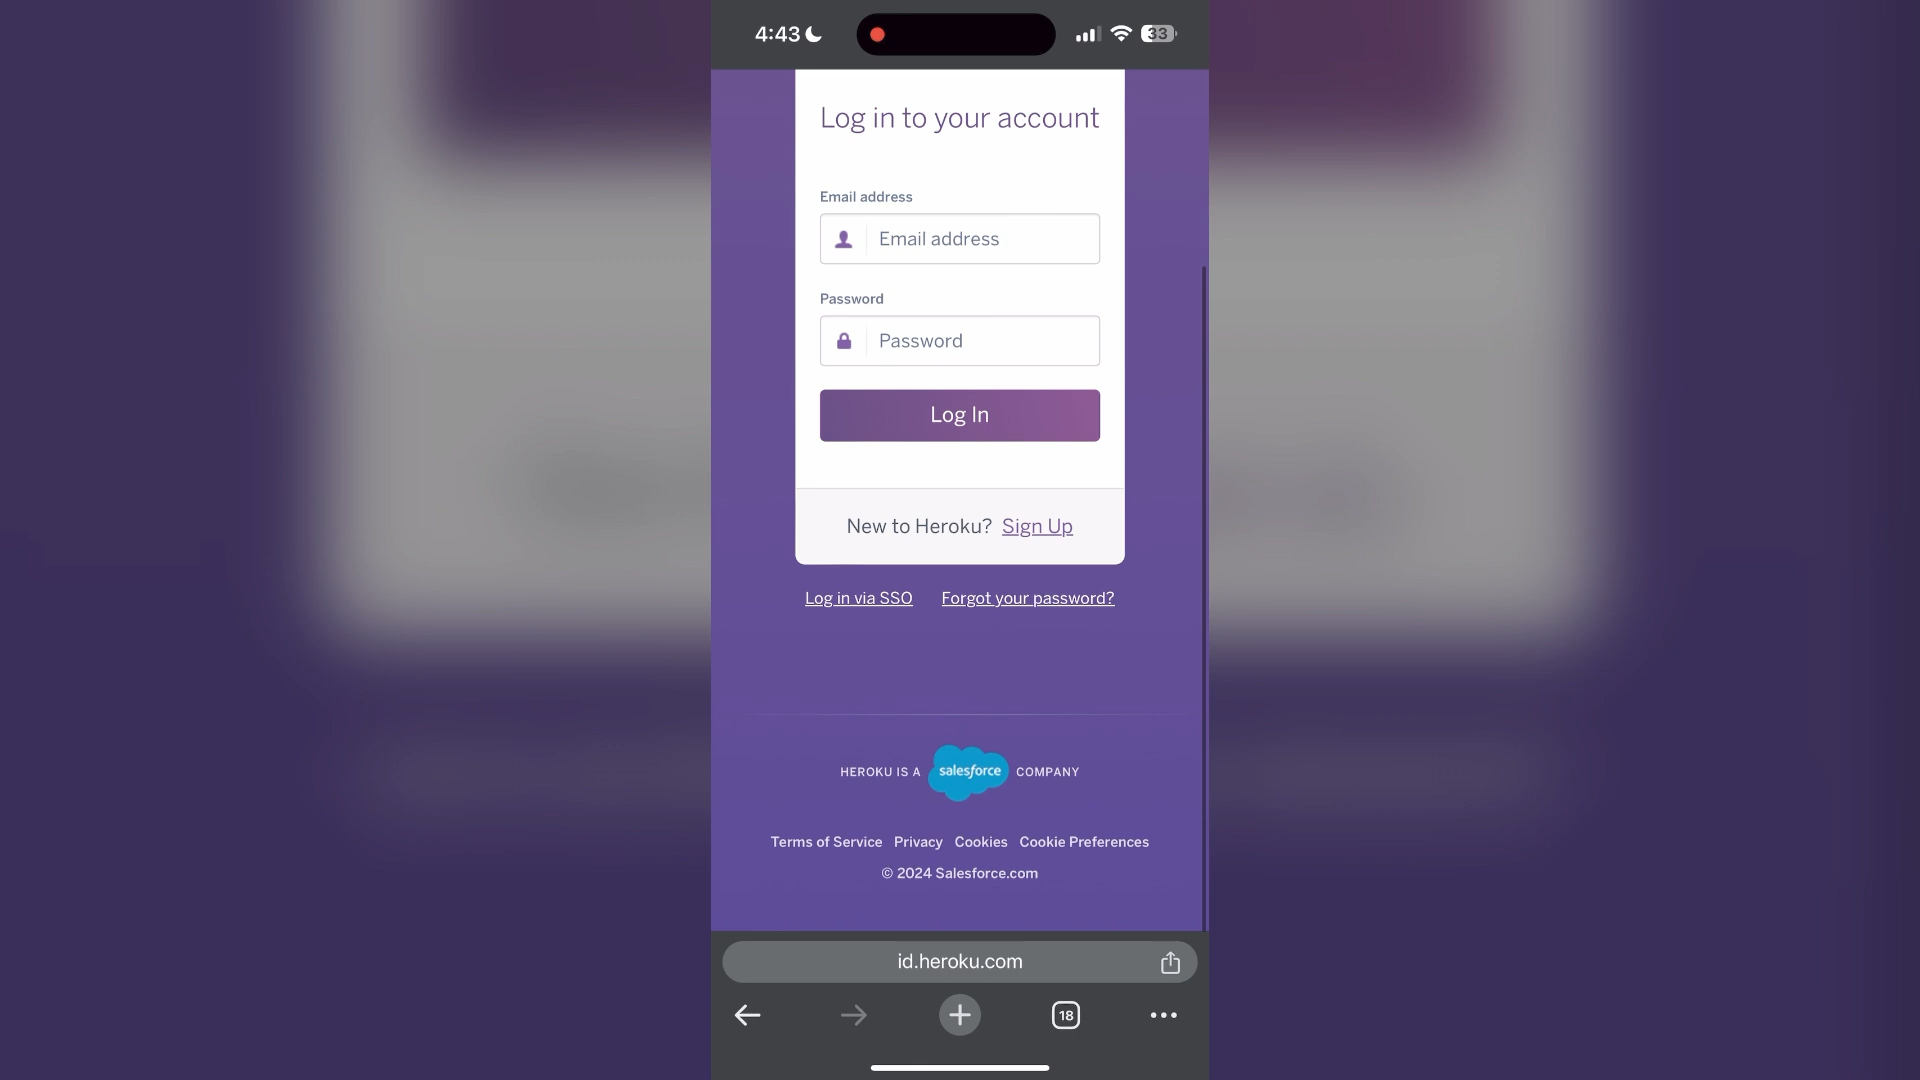 4:43
33
Log in to your account
Email address
Email address
Password
Password
Log In
New to Heroku? Sign Up
Log in via SSO Forgot your password?
HEROKU IS A salesforce COMPANY
Terms of Service Privacy Cookies Cookie Preferences
© 2024 Salesforce.com
id.heroku.com
18